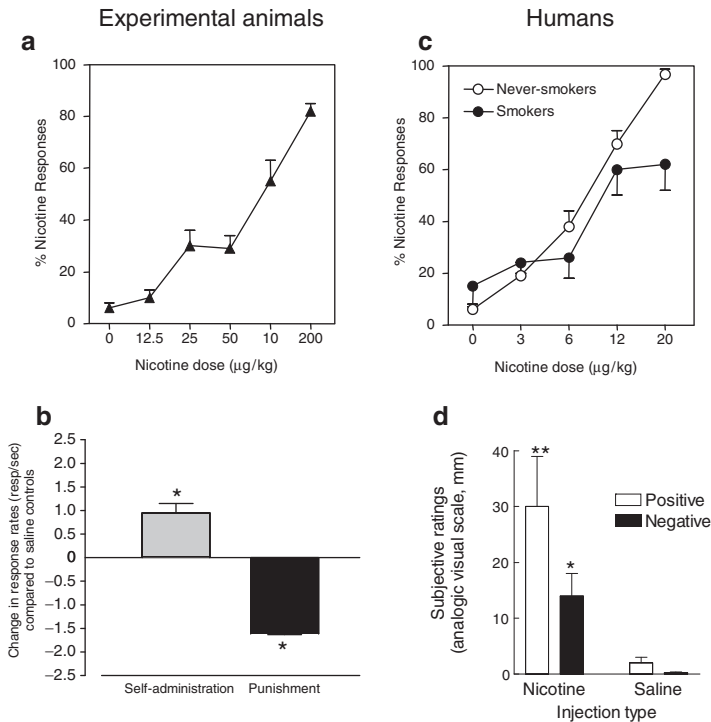 Experimental animals
Humans
a
100
80
60
40
20
0
% Nicotine Responses
0 12.5 25 50 10 200
Nicotine dose (μg/kg)
c
100
80
60
40
20
0
% Nicotine Responses
Never-smokers
Smokers
0 3 6 12 20
Nicotine dose (μg/kg)
b
2.5
2.0
1.5
1.0
0.5
0
−0.5
−1.0
−1.5
−2.0
−2.5
Change in response rates (resp/sec)
compared to saline controls
*
*
Self-administration Punishment
d
40
30
20
10
0
Subjective ratings
(analogic visual scale, mm)
**
*
Positive
Negative
Nicotine Saline
Injection type